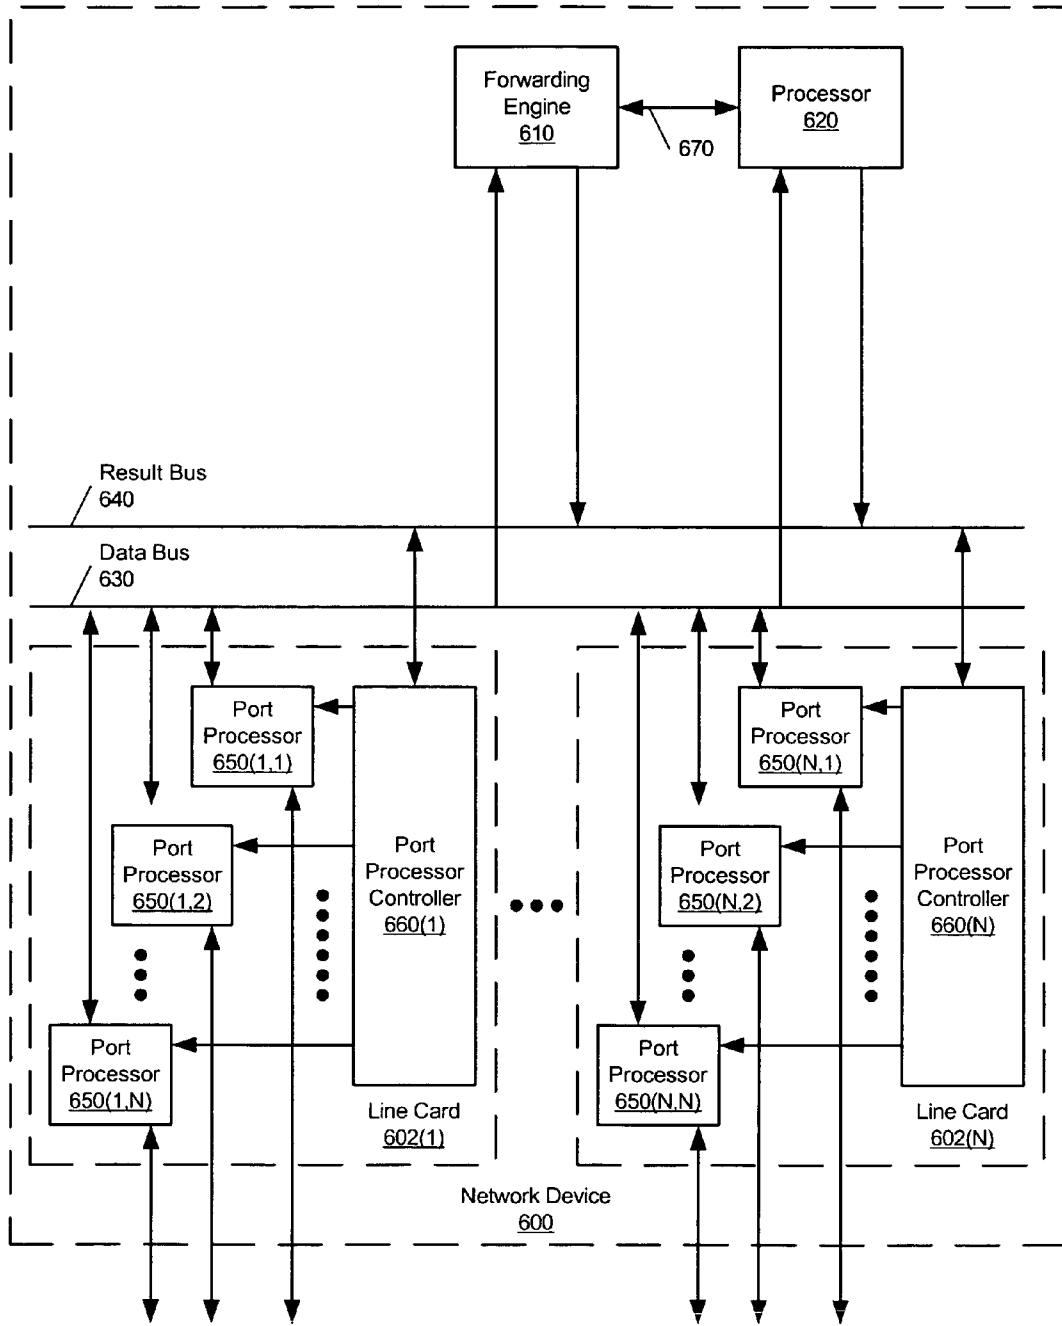 Forwarding
Engine
610
Processor
620
670
Result Bus
640
Data Bus
630
Port
Processor
650(1,1)
Port
Processor
650(1,2)
Port
Processor
650(1,N)
Port
Processor
Controller
660(1)
Line Card
602(1)
Port
Processor
650(N,1)
Port
Processor
650(N,2)
Port
Processor
650(N,N)
Port
Processor
Controller
660(N)
Line Card
602(N)
Network Device
600